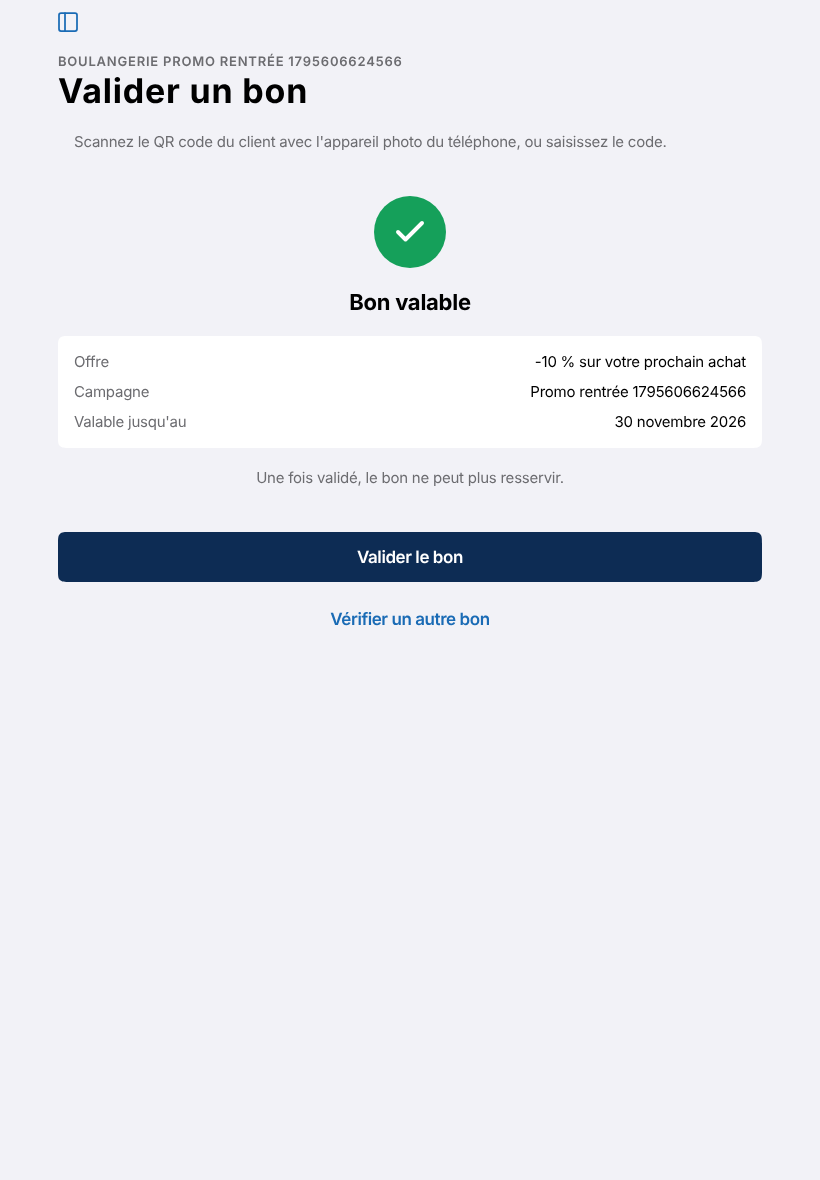 BOULANGERIE PROMO RENTRÉE 1795606624566
Valider un bon
Scannez le QR code du client avec l'appareil photo du téléphone, ou saisissez le code.
Bon valable
Offre -10 % sur votre prochain achat
Campagne Promo rentrée 1795606624566
Valable jusqu'au 30 novembre 2026
Une fois validé, le bon ne peut plus resservir.
Valider le bon
Vérifier un autre bon